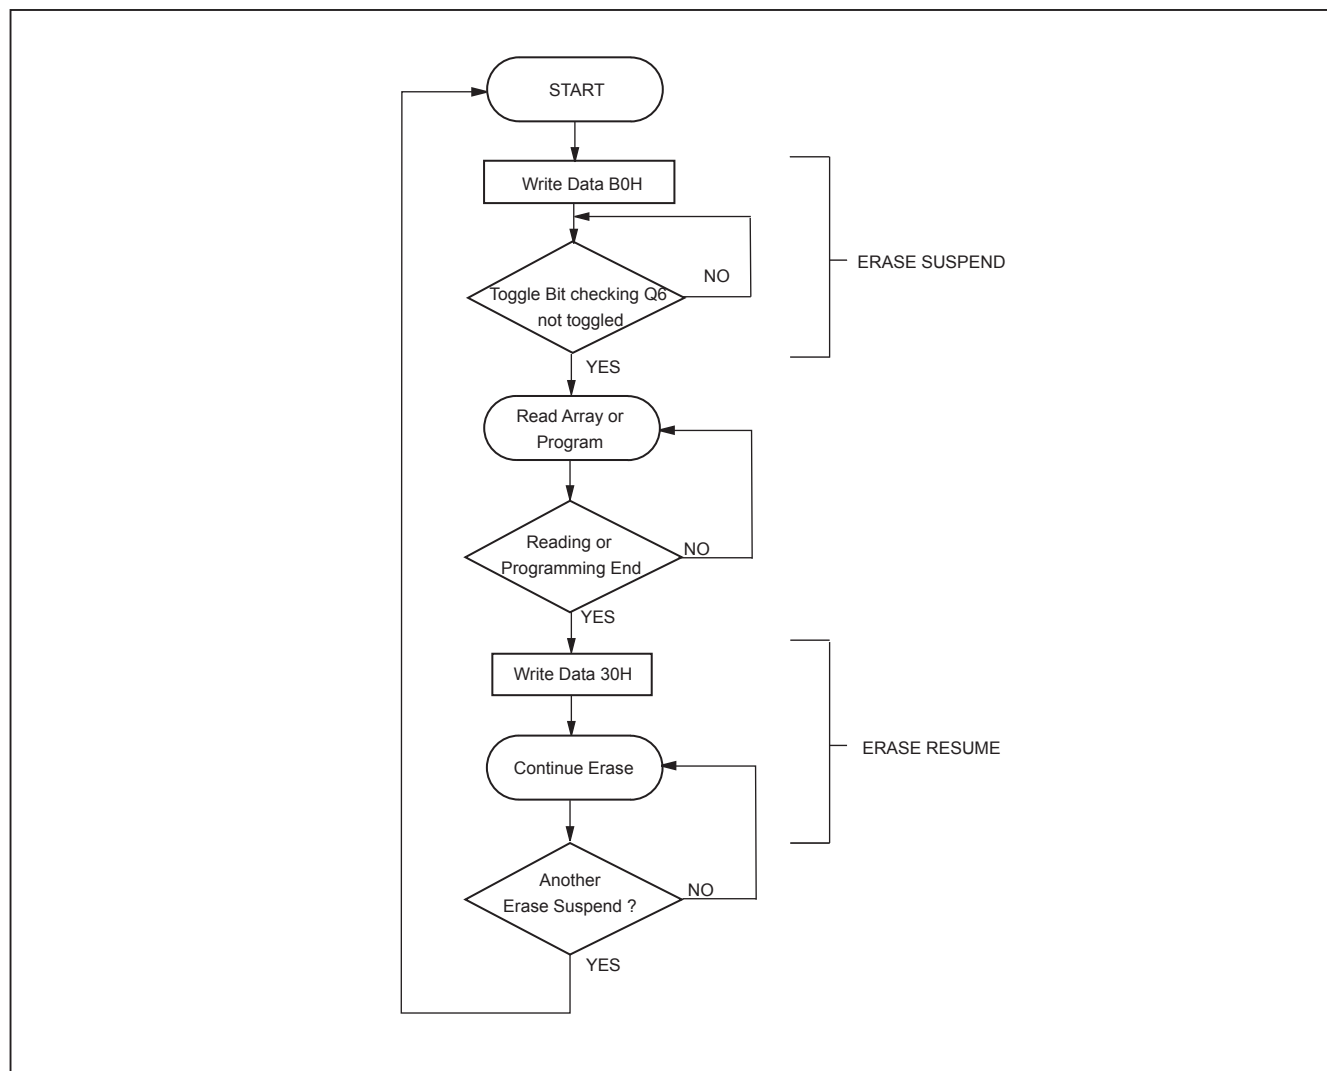 START
Write Data B0H
ERASE SUSPEND
NO
Toggle Bit checking Q6
not toggled
YES
Read Array or
Program
Reading or
Programming End
NO
YES
Write Data 30H
ERASE RESUME
Continue Erase
Another
Erase Suspend ?
NO
YES